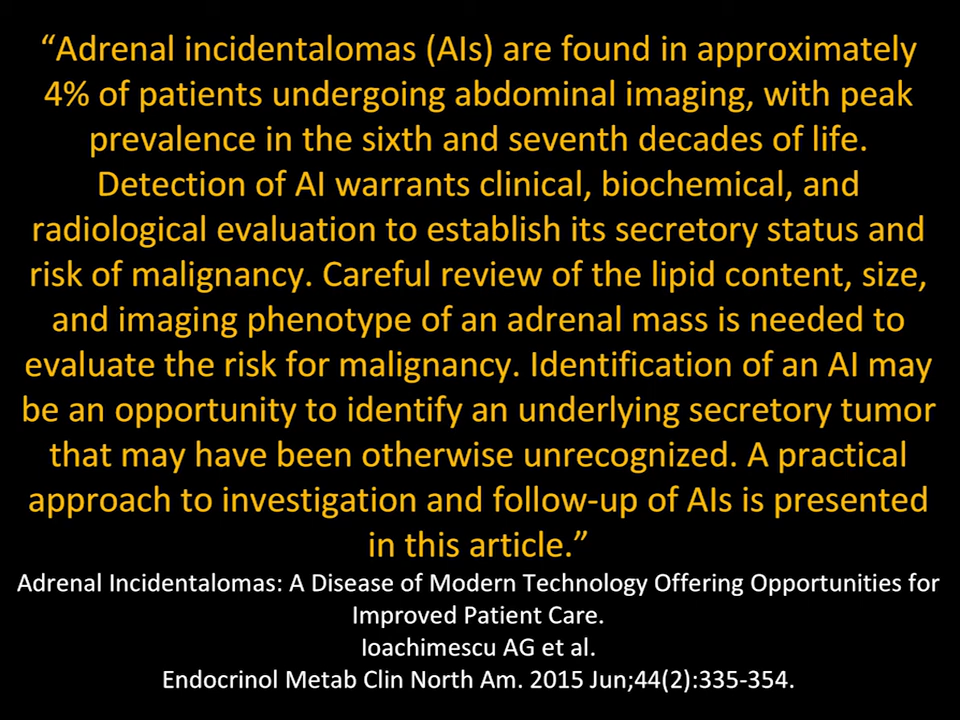 “Adrenal incidentalomas (AIs) are found in approximately
4% of patients undergoing abdominal imaging, with peak
prevalence in the sixth and seventh decades of life.
Detection of AI warrants clinical, biochemical, and
radiological evaluation to establish its secretory status and
risk of malignancy. Careful review of the lipid content, size,
and imaging phenotype of an adrenal mass is needed to
evaluate the risk for malignancy. Identification of an AI may
be an opportunity to identify an underlying secretory tumor
that may have been otherwise unrecognized. A practical
approach to investigation and follow-up of AIs is presented
in this article.”
Adrenal Incidentalomas: A Disease of Modern Technology Offering Opportunities for
Improved Patient Care.
Ioachimescu AG et al.
Endocrinol Metab Clin North Am. 2015 Jun;44(2):335-354.